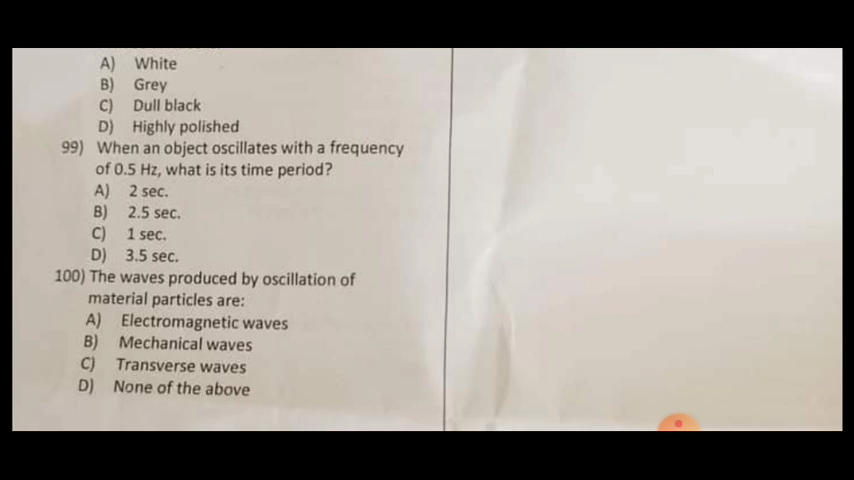 A) White
B) Grey
C) Dull black
D) Highly polished
99) When an object oscillates with a frequency
of 0.5 Hz, what is its time period?
A) 2 sec.
B) 2.5 sec.
C) 1 sec.
D) 3.5 sec.
100) The waves produced by oscillation of
material particles are:
A) Electromagnetic waves
B) Mechanical waves
C) Transverse waves
D) None of the above